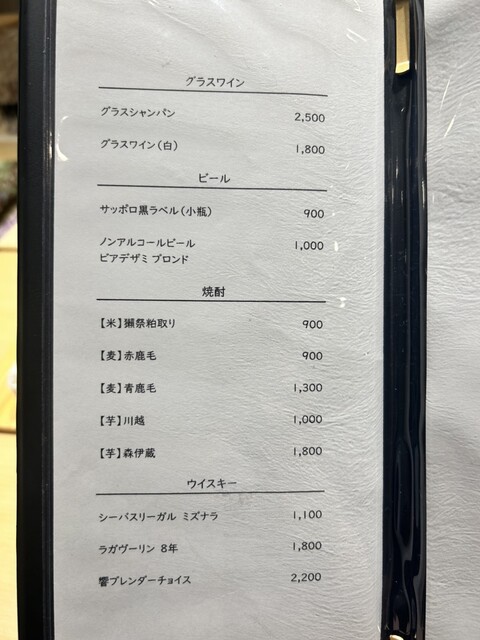 グラスワイン
グラスシャンパン 2,500
グラスワイン(白) 1,800
ビール
サッポロ黒ラベル(小瓶) 900
ノンアルコールビール 1,000
ビアデザミ ブロンド
焼酎
【米】獺祭粕取り 900
【麦】赤鹿毛 900
【麦】青鹿毛 1,300
【芋】川越 1,000
【芋】森伊蔵 1,800
ウイスキー
シーバスリーガル ミズナラ 1,100
ラガヴーリン 8年 1,800
響ブレンダーチョイス 2,200